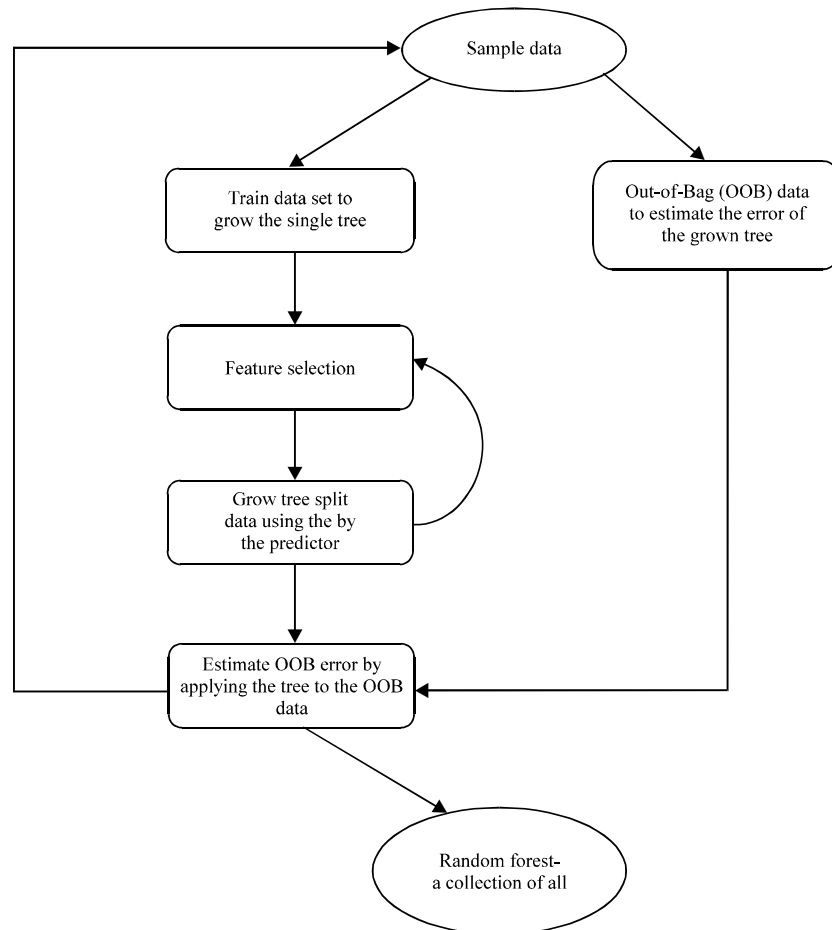 Sample data
Train data set to
grow the single tree
Out-of-Bag (OOB) data
to estimate the error of
the grown tree
Feature selection
Grow tree split
data using the by
the predictor
Estimate OOB error by
applying the tree to the OOB
data
Random forest-
a collection of all